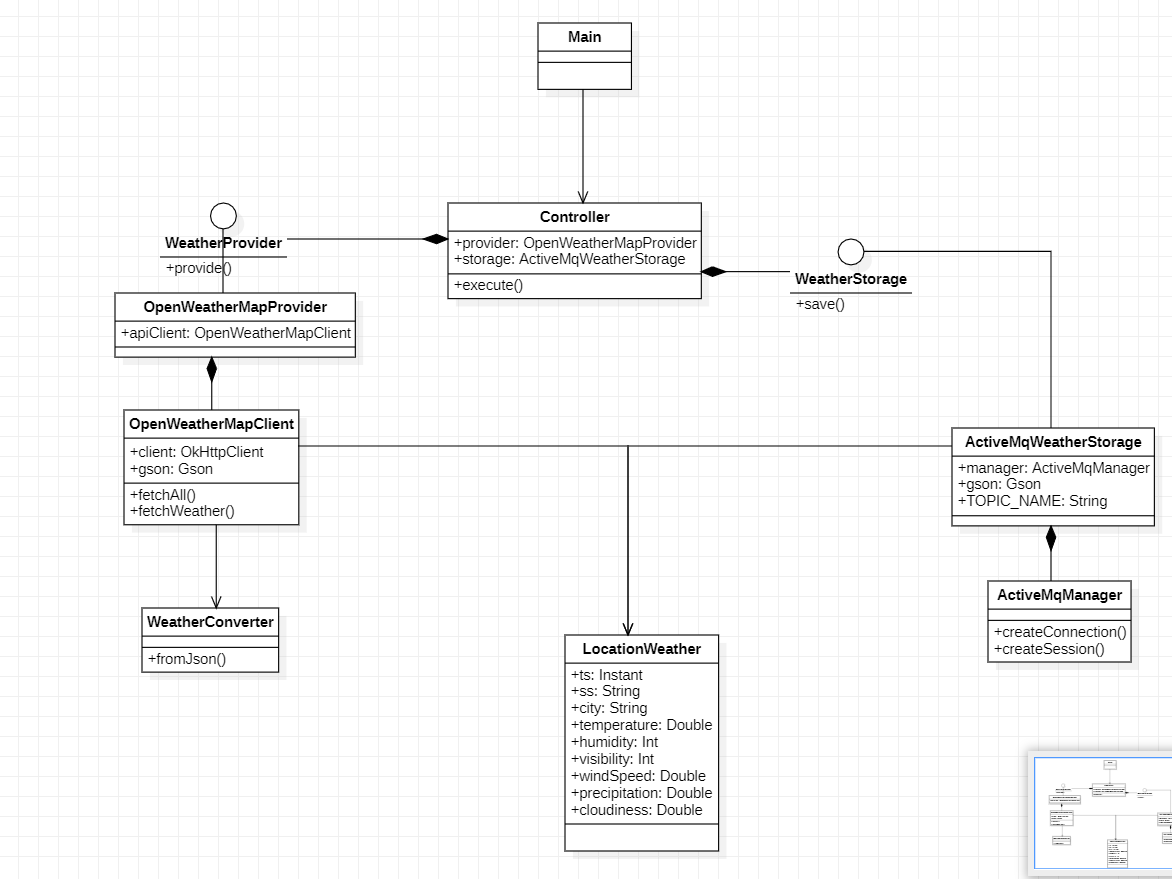 Main
Controller
+provider: OpenWeatherMapProvider
+storage: ActiveMqWeatherStorage
+execute()
WeatherProvider
+provide()
WeatherStorage
+save()
OpenWeatherMapProvider
+apiClient: OpenWeatherMapClient
OpenWeatherMapClient
+client: OkHttpClient
+gson: Gson
+fetchAll()
+fetchWeather()
ActiveMqWeatherStorage
+manager: ActiveMqManager
+gson: Gson
+TOPIC_NAME: String
WeatherConverter
+fromJson()
ActiveMqManager
+createConnection()
+createSession()
LocationWeather
+ts: Instant
+ss: String
+city: String
+temperature: Double
+humidity: Int
+visibility: Int
+windSpeed: Double
+precipitation: Double
+cloudiness: Double